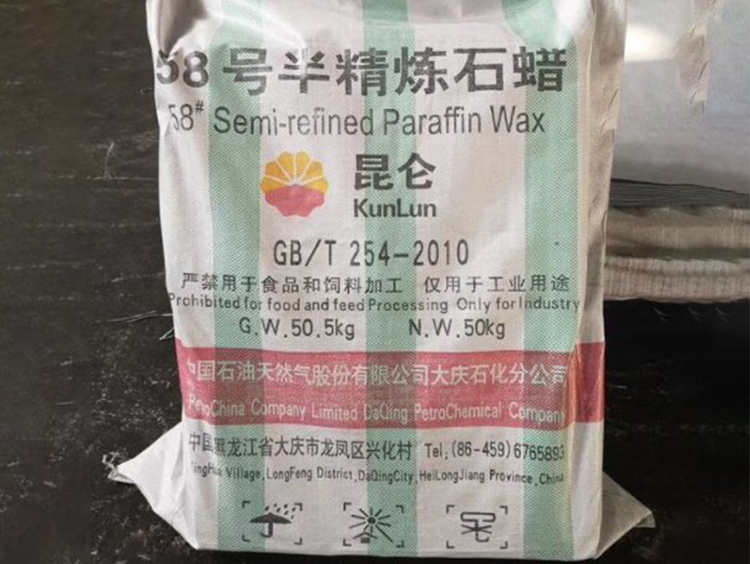 58号半精炼石蜡
58# Semi-refined Paraffin Wax
昆仑
KunLun
GB/T 254-2010
严禁用于食品和饲料加工 仅用于工业用途
Prohibited for food and feed Processing Only for Industry
G.W.50.5kg N.W.50kg
中国石油天然气股份有限公司大庆石化分公司
PetroChina Company Limited DaQing PetroChemical Company
中国黑龙江省大庆市龙凤区兴化村 Tel:(86-459)6765893
XingHua Village,LongFeng District,DaQingCity,HeiLongJiang Province,China